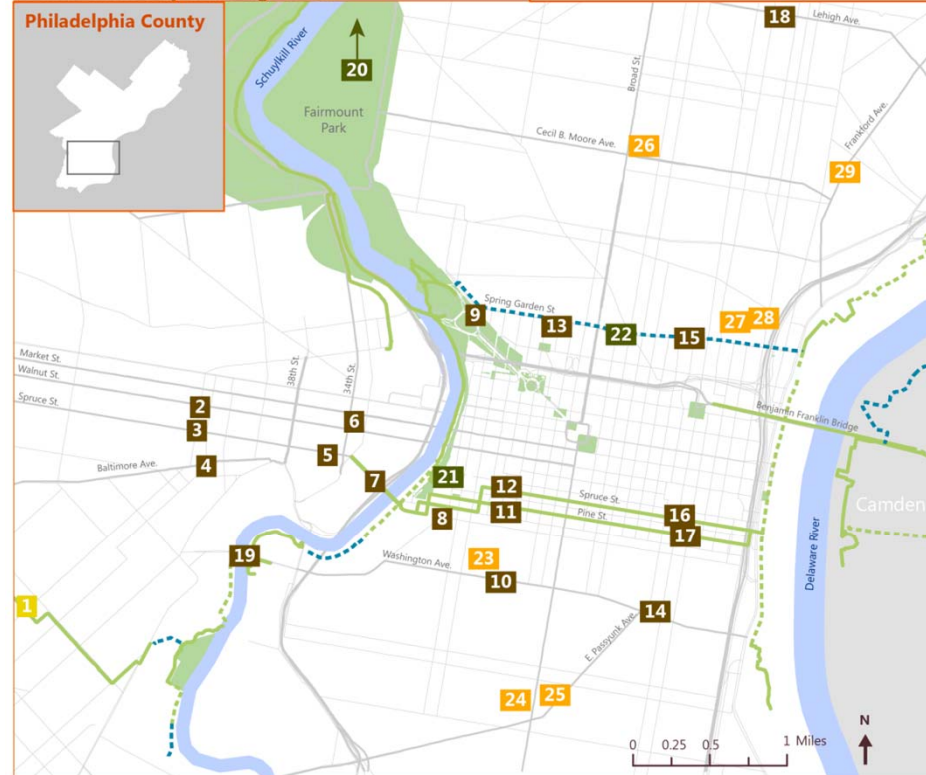 Philadelphia County
18
Lehigh Ave.
Schuylkill River
20
Broad St.
Fairmount
Park
Cecil B. Moore Ave.
26
Frankford Ave.
29
Spring Garden St
9
13
22
15
27
28
Market St.
Walnut St.
Spruce St.
38th St.
34th St.
2
3
4
5
6
7
Baltimore Ave.
Benjamin Franklin Bridge
21
8
12
11
Spruce St.
Pine St.
16
17
Camden
Delaware River
19
Washington Ave.
23
10
14
1
E. Passyunk Ave.
24
25
N
0 0.25 0.5 1 Miles